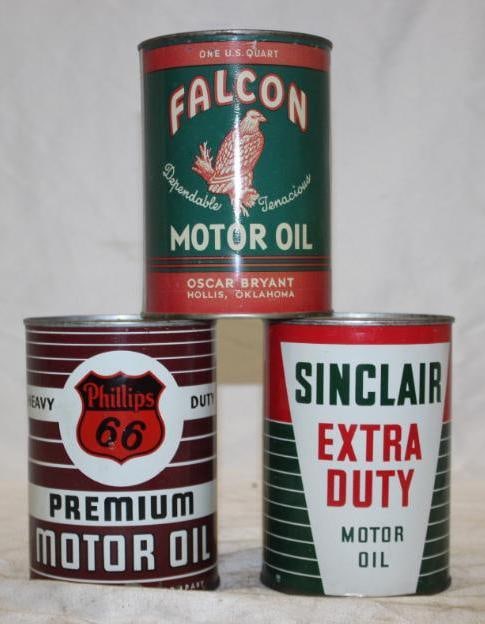 ONE U.S. QUART
FALCON
Dependable Tenacious
MOTOR OIL
OSCAR BRYANT
HOLLIS, OKLAHOMA
HEAVY DUTY
Phillips
66
PREMIUM
MOTOR OIL
SINCLAIR
EXTRA
DUTY
MOTOR
OIL